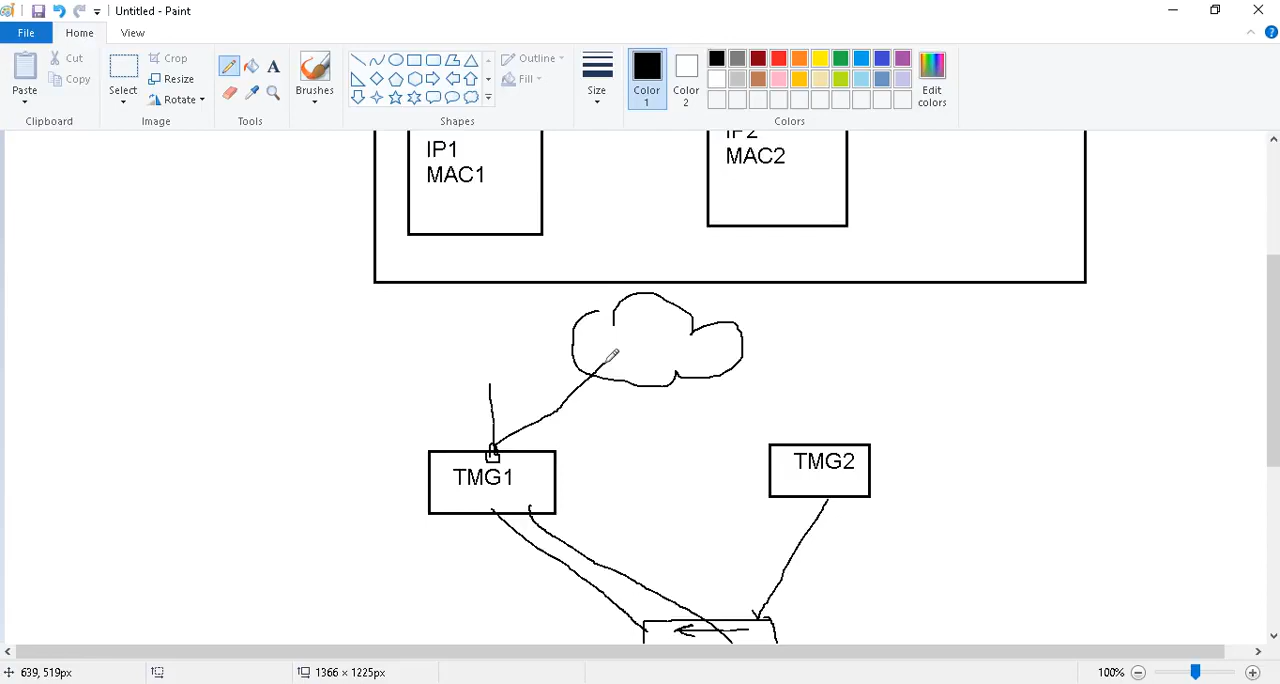 Untitled - Paint
File Home View
Paste
Cut
Copy
Clipboard
Select
Crop
Resize
Rotate
Image
A
Tools
Brushes
Outline
Fill
Shapes
Size
Color
1
Color
2
Edit
colors
Colors
IP1
MAC1
IP2
MAC2
TMG1
TMG2
639, 519px
1366 × 1225px
100%